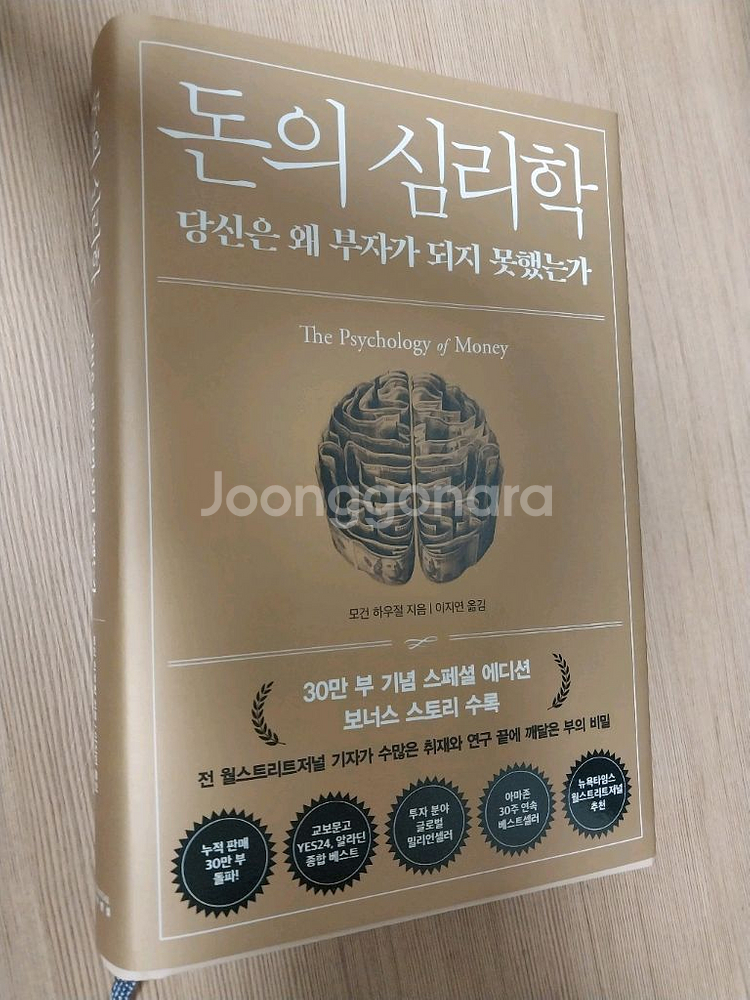 돈의 심리학
당신은 왜 부자가 되지 못했는가
The Psychology of Money
Joonggonara
모건 하우절 지음 | 이지연 옮김
30만 부 기념 스페셜 에디션
보너스 스토리 수록
전 월스트리트저널 기자가 수많은 취재와 연구 끝에 깨달은 부의 비밀
누적 판매
30만 부
돌파!
교보문고
YES24, 알라딘
종합 베스트
투자 분야
글로벌
밀리언셀러
아마존
30주 연속
베스트셀러
뉴욕타임스
월스트리트저널
추천